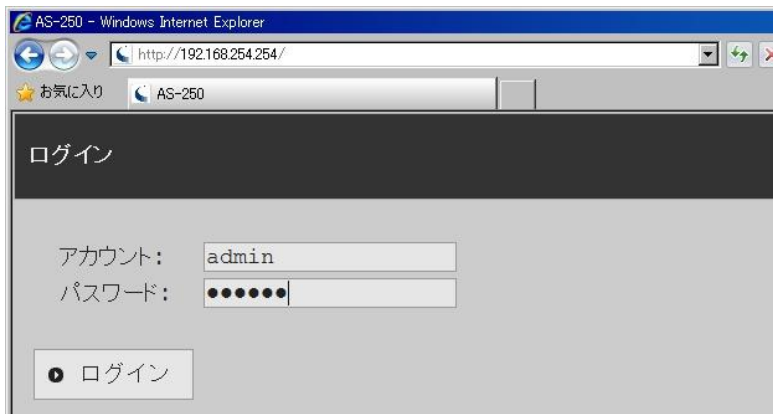 AS-250 - Windows Internet Explorer
http://192.168.254.254/
お気に入り
AS-250
ログイン
アカウント: admin
パスワード: ●●●●●●
ログイン